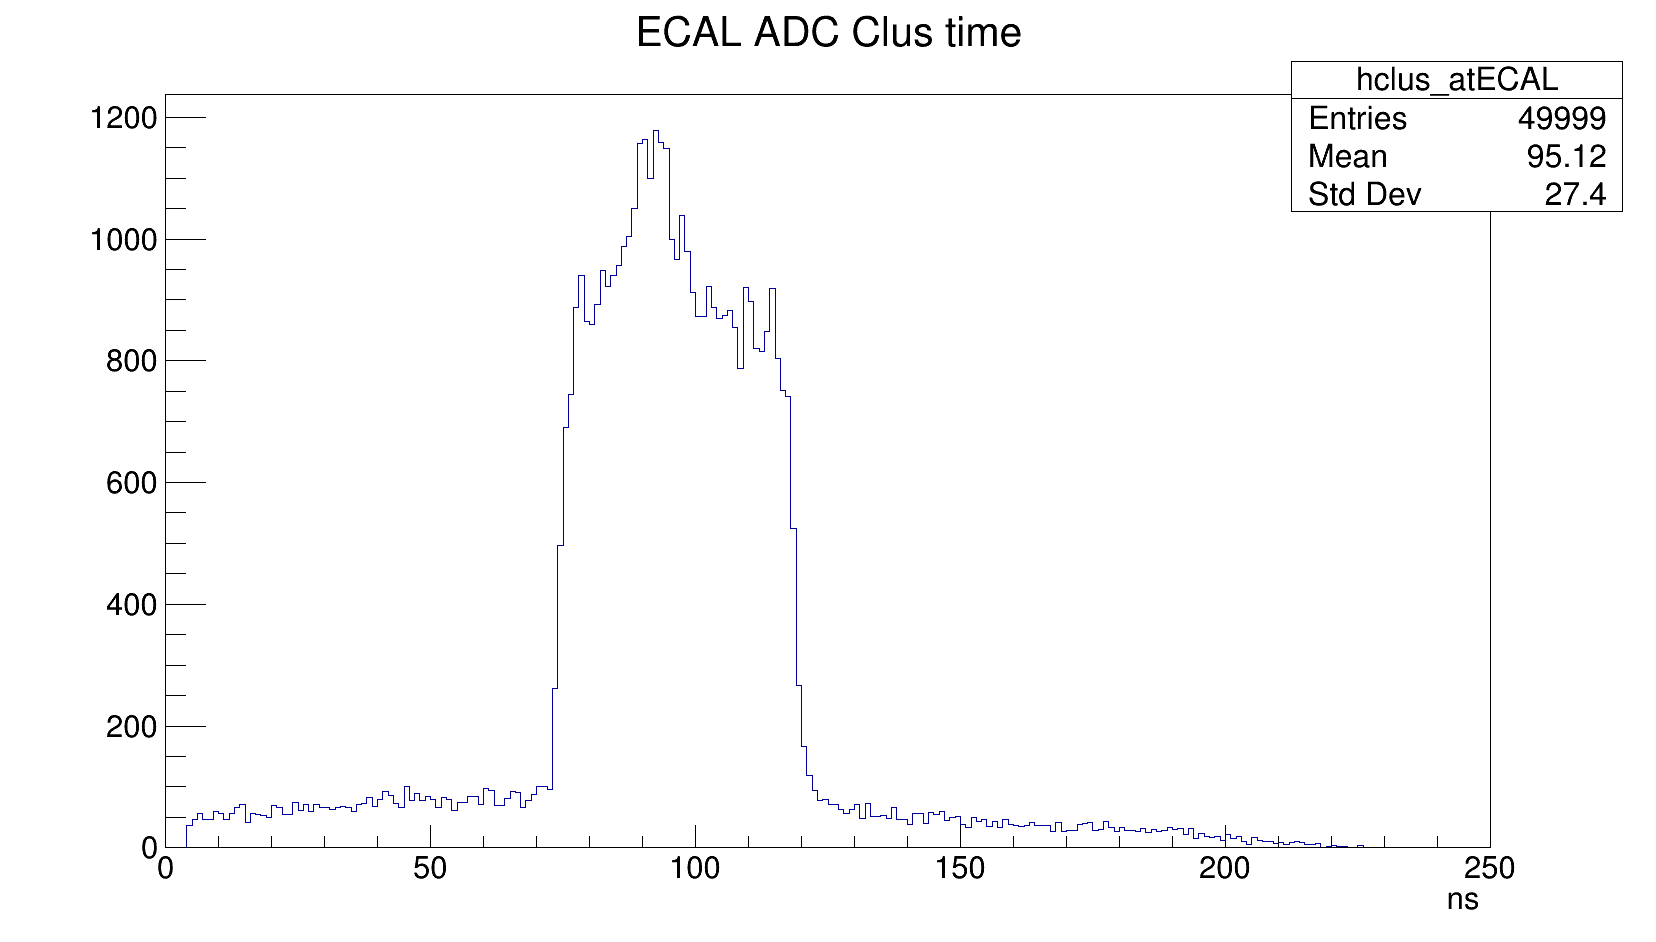 ECAL ADC Clus time
hclus_atECAL
Entries 49999
Mean 95.12
Std Dev 27.4
1200
1000
800
600
400
200
0
0 50 100 150 200 250
ns